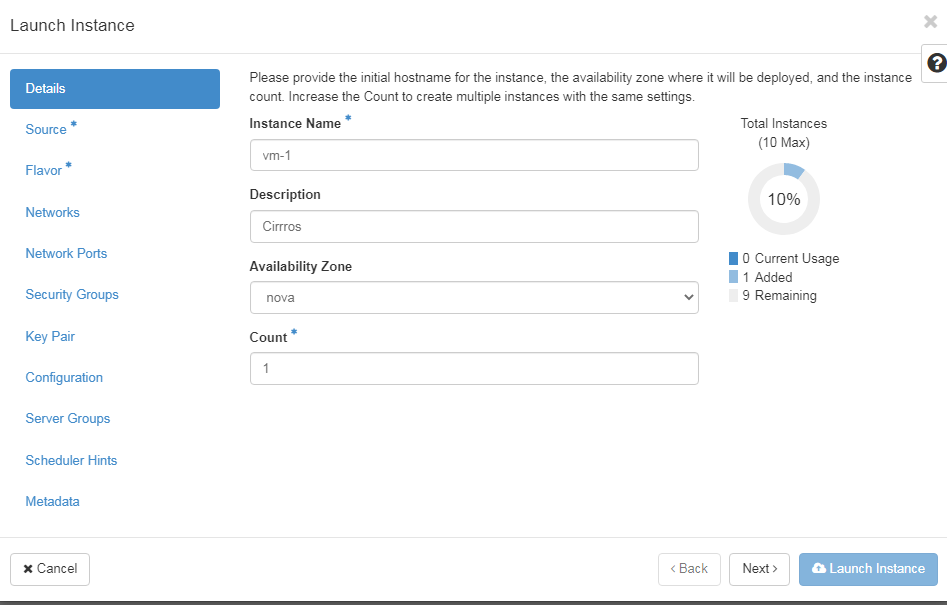 Launch Instance
Details
Source *
Flavor *
Networks
Network Ports
Security Groups
Key Pair
Configuration
Server Groups
Scheduler Hints
Metadata
Please provide the initial hostname for the instance, the availability zone where it will be deployed, and the instance
count. Increase the Count to create multiple instances with the same settings.
Instance Name *
vm-1
Description
Cirrros
Availability Zone
nova
Count *
1
Total Instances
(10 Max)
10%
0 Current Usage
1 Added
9 Remaining
× Cancel
< Back
Next >
Launch Instance